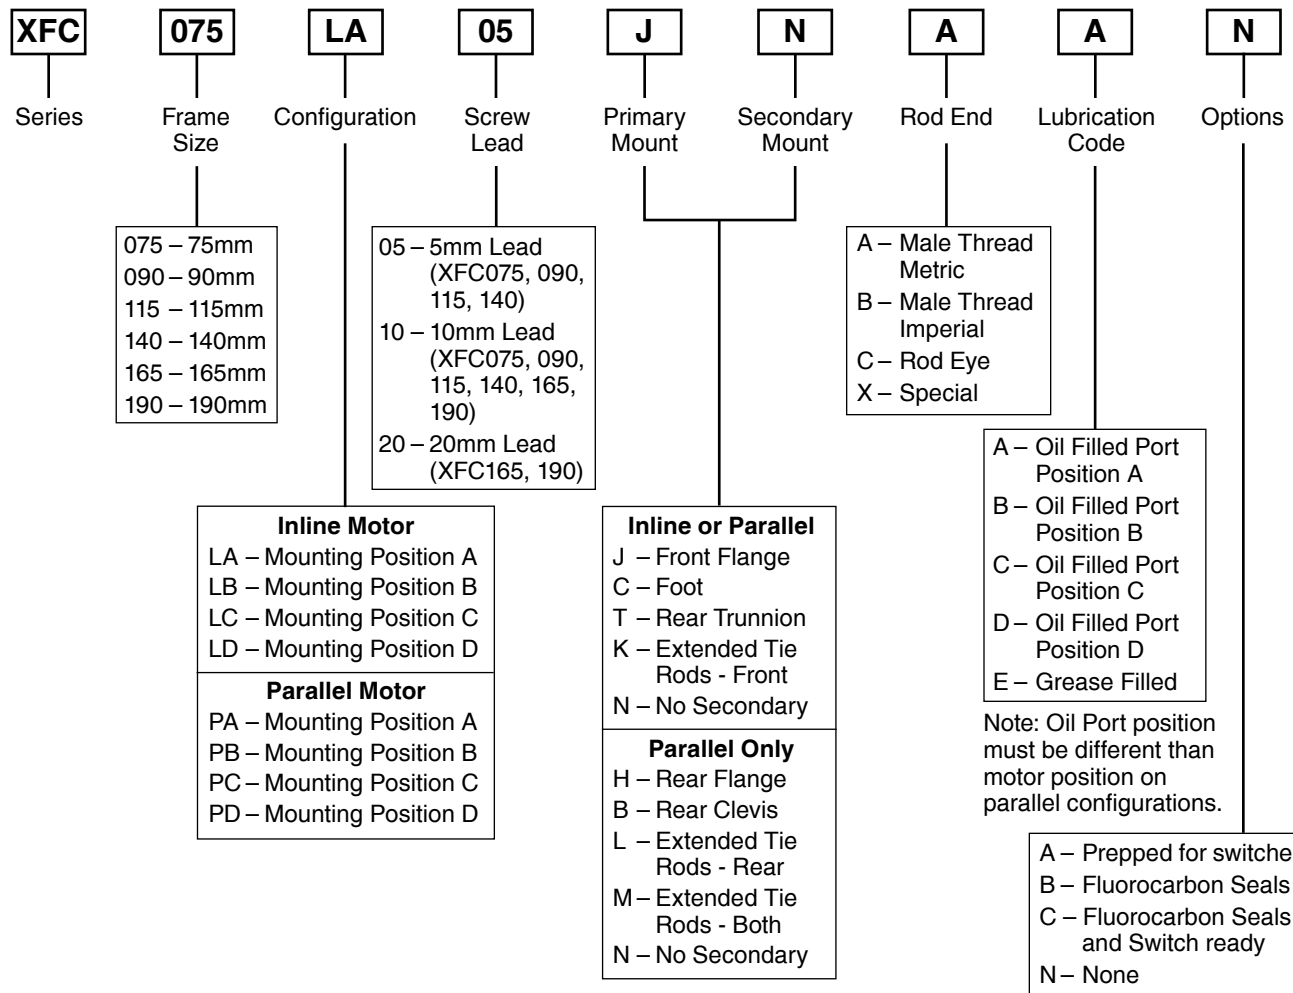 XFC 075 LA 05 J N A A N
Series
Frame
Size
Configuration
Screw
Lead
Primary
Mount
Secondary
Mount
Rod End
Lubrication
Code
Options
075 – 75mm
090 – 90mm
115 – 115mm
140 – 140mm
165 – 165mm
190 – 190mm
05 – 5mm Lead
(XFC075, 090,
115, 140)
10 – 10mm Lead
(XFC075, 090,
115, 140, 165,
190)
20 – 20mm Lead
(XFC165, 190)
A – Male Thread
Metric
B – Male Thread
Imperial
C – Rod Eye
X – Special
Inline Motor
LA – Mounting Position A
LB – Mounting Position B
LC – Mounting Position C
LD – Mounting Position D
Parallel Motor
PA – Mounting Position A
PB – Mounting Position B
PC – Mounting Position C
PD – Mounting Position D
Inline or Parallel
J – Front Flange
C – Foot
T – Rear Trunnion
K – Extended Tie
Rods - Front
N – No Secondary
Parallel Only
H – Rear Flange
B – Rear Clevis
L – Extended Tie
Rods - Rear
M – Extended Tie
Rods - Both
N – No Secondary
A – Oil Filled Port
Position A
B – Oil Filled Port
Position B
C – Oil Filled Port
Position C
D – Oil Filled Port
Position D
E – Grease Filled
Note: Oil Port position
must be different than
motor position on
parallel configurations.
A – Prepped for switche
B – Fluorocarbon Seals
C – Fluorocarbon Seals
and Switch ready
N – None